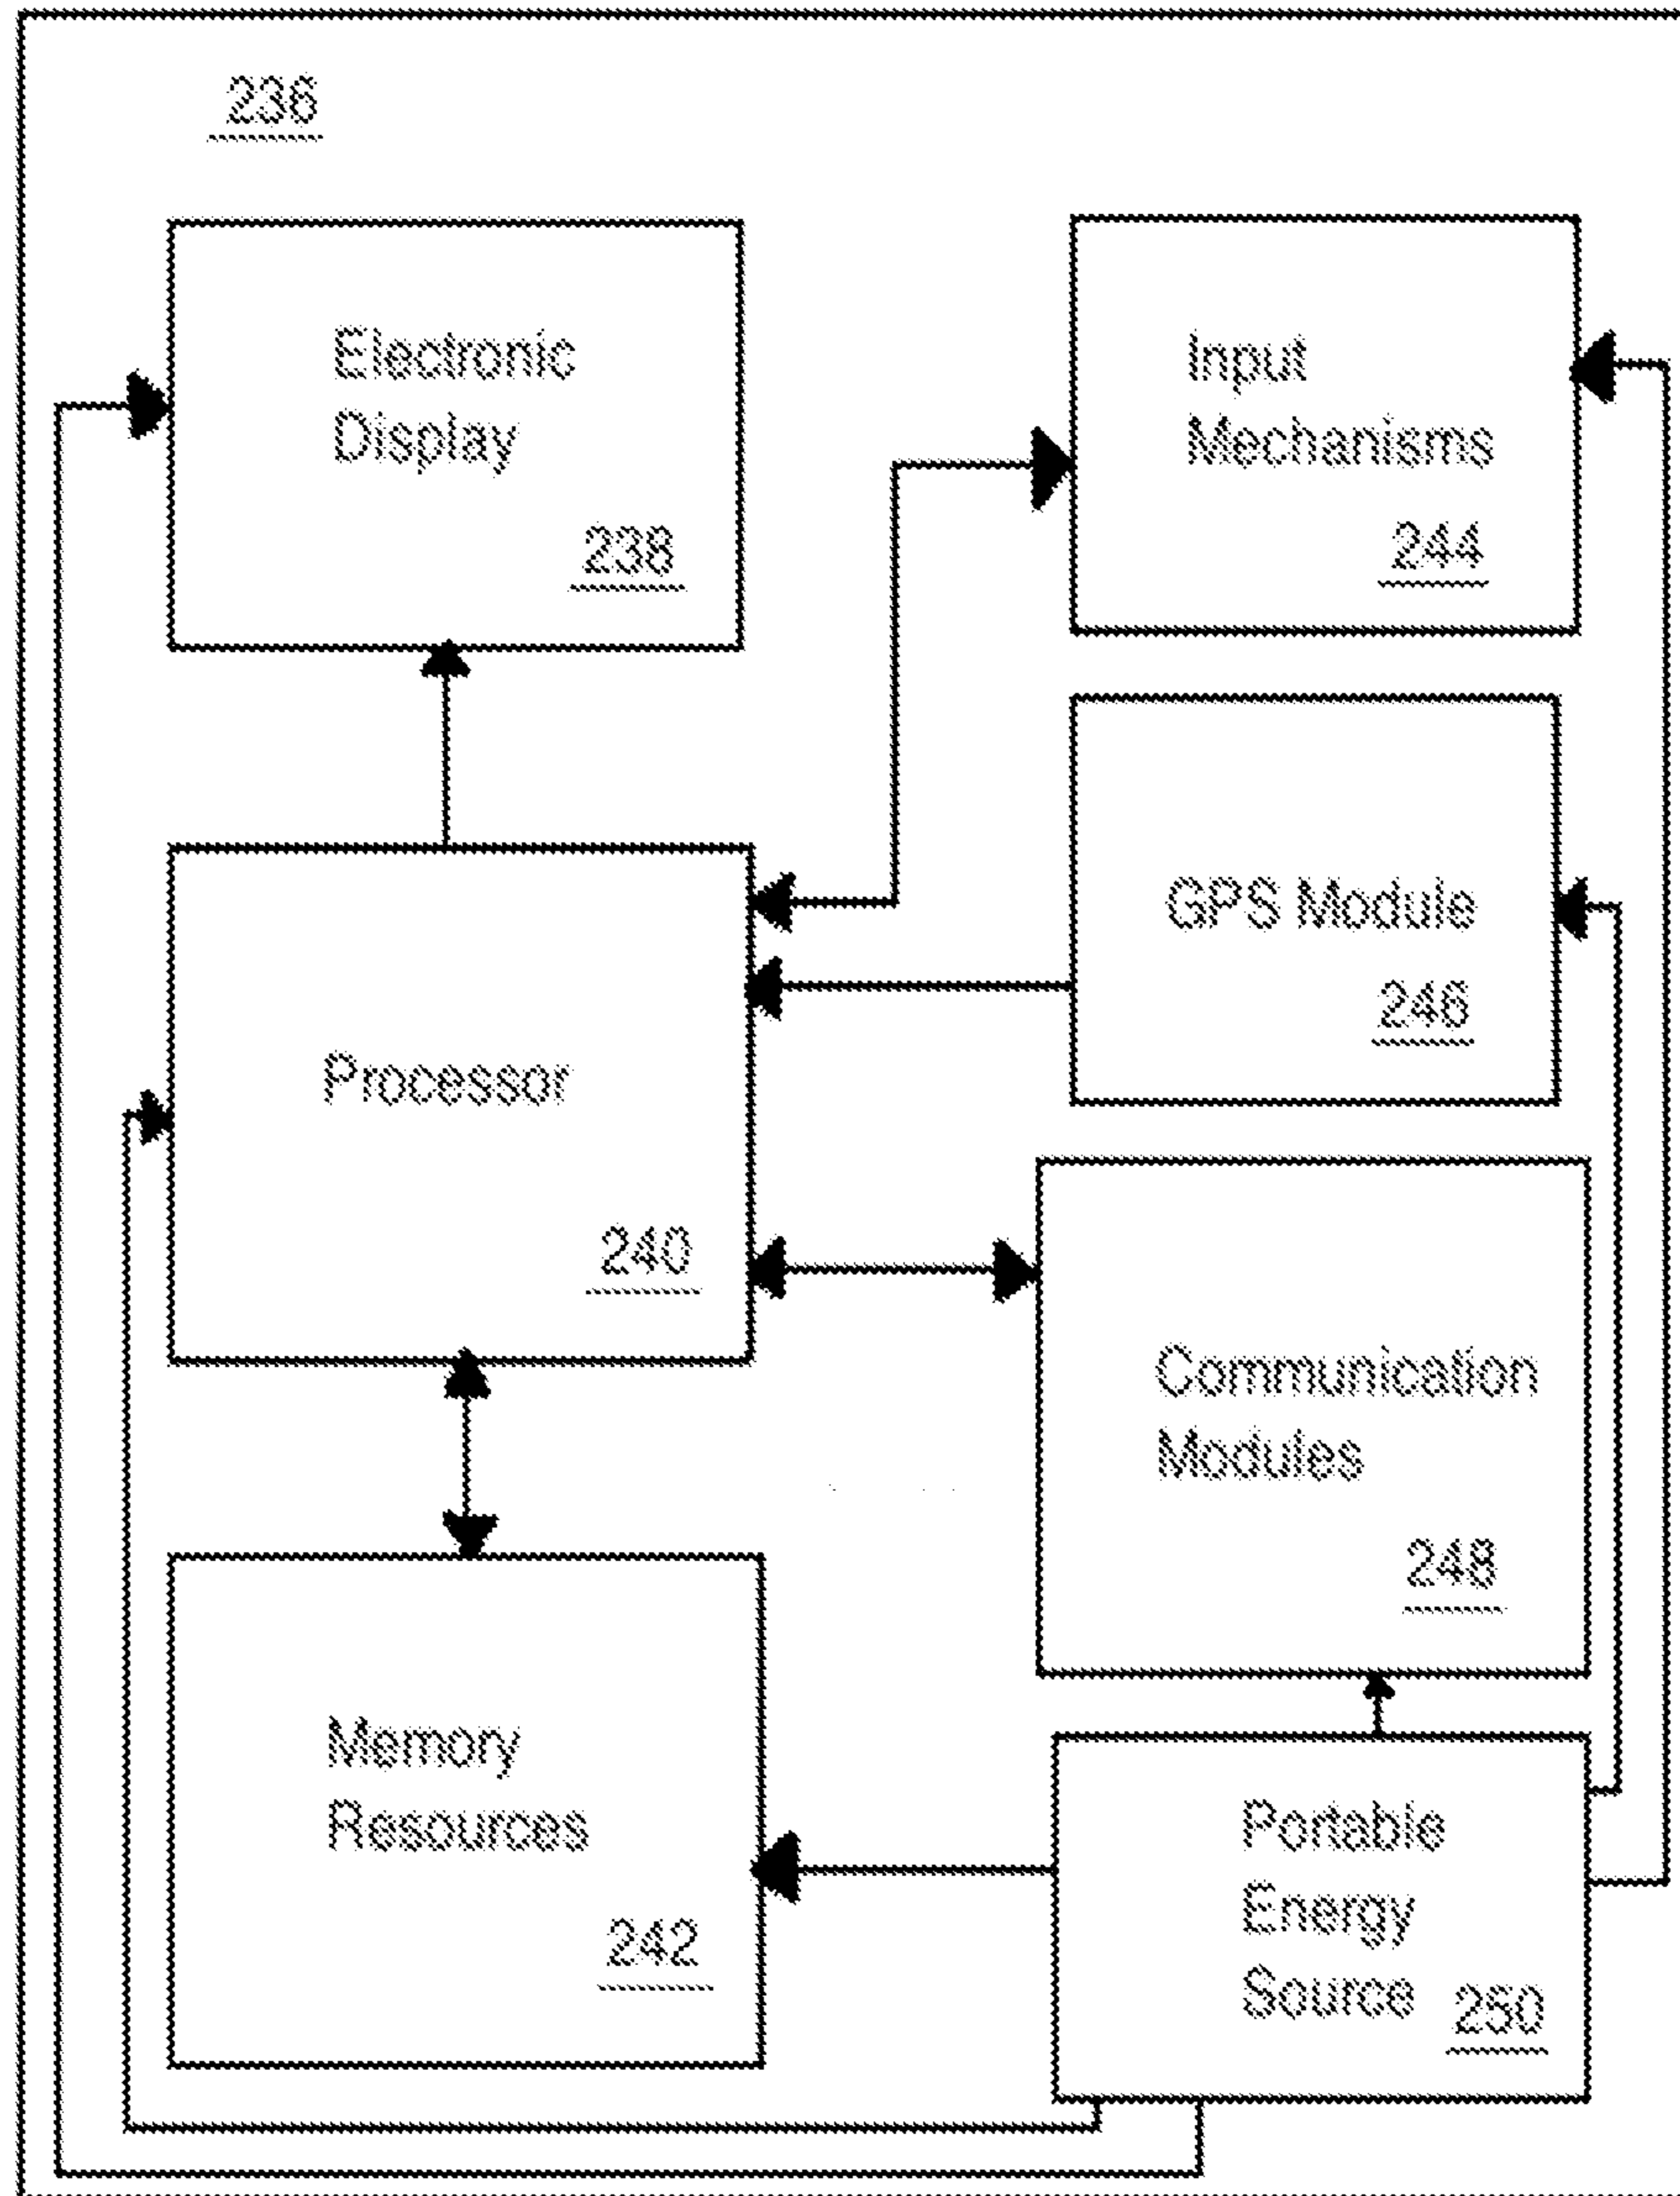 236
Electronic
Display
238
Input
Mechanisms
244
GPS Module
246
Processor
240
Communication
Modules
248
Memory
Resources
242
Portable
Energy
Source
250